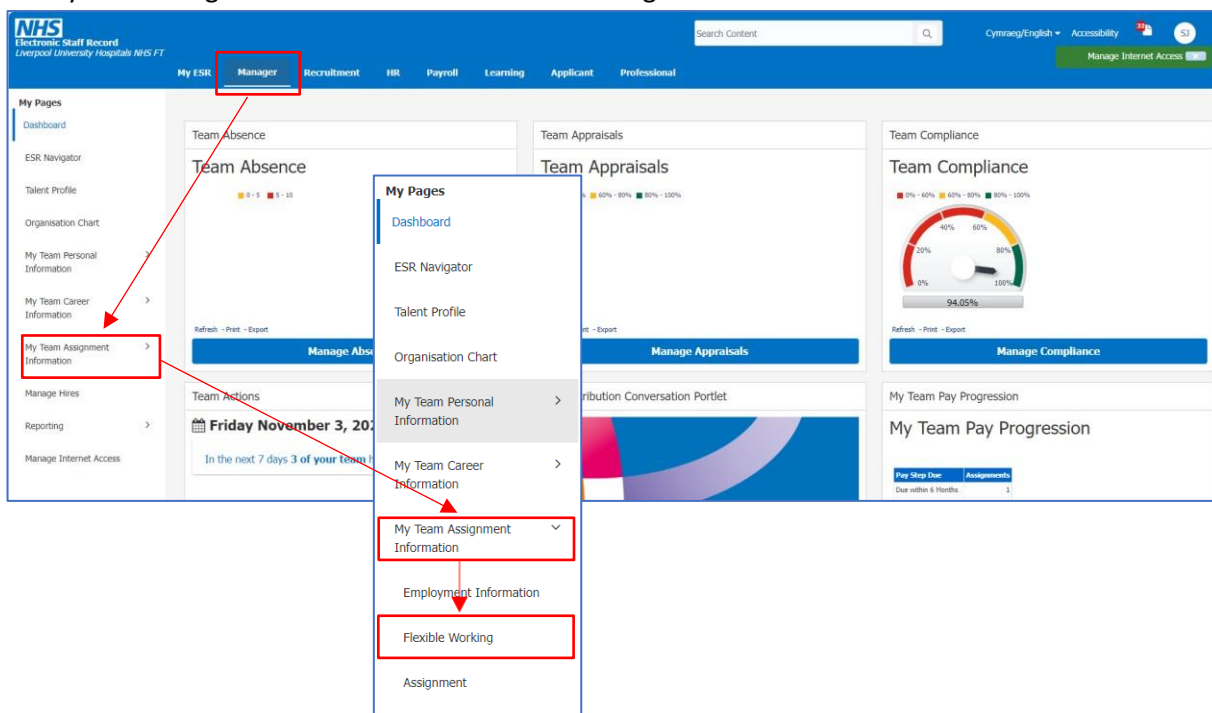 NHS
Electronic Staff Record
Liverpool University Hospitals NHS FT
Search Content
Cymraeg/English
Accessibility
33
SJ
Manage Internet Access
My ESR Manager Recruitment HR Payroll Learning Applicant Professional
My Pages
Dashboard
ESR Navigator
Talent Profile
Organisation Chart
My Team Personal
Information
My Team Career
Information
My Team Assignment
Information
Manage Hires
Reporting
Manage Internet Access
Team Absence
Team Absence
0 - 5 5 - 10
Refresh - Print - Export
Manage Abs
Team Appraisals
Team Appraisals
60% - 80% 80% - 100%
- Export
Manage Appraisals
Team Compliance
Team Compliance
0% - 60% 60% - 80% 80% - 100%
40% 60%
20% 80%
0% 100%
94.05%
Refresh - Print - Export
Manage Compliance
Team Actions
Friday November 3, 20
In the next 7 days 3 of your team
Conversation Portlet
My Team Pay Progression
My Team Pay Progression
Pay Step Due Assignments
Due within 6 Months 1
My Pages
Dashboard
ESR Navigator
Talent Profile
Organisation Chart
My Team Personal
Information
My Team Career
Information
My Team Assignment
Information
Employment Information
Flexible Working
Assignment